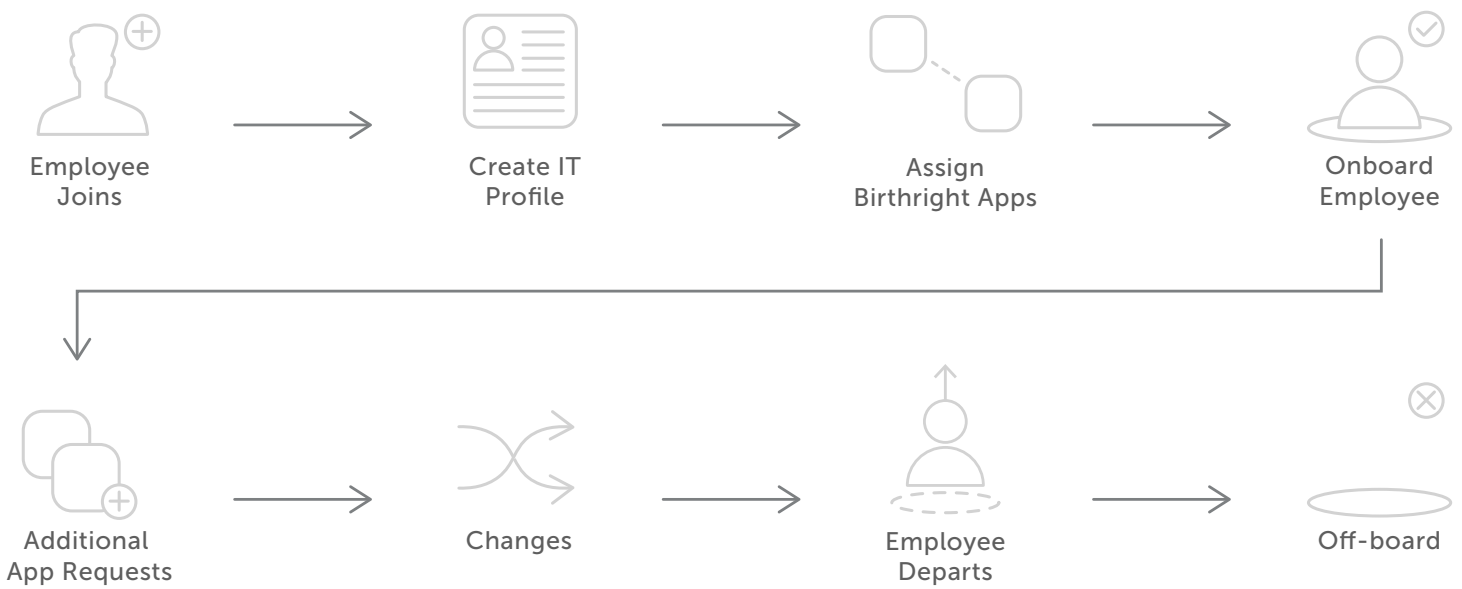 Employee
Joins
Create IT
Profile
Assign
Birthright Apps
Onboard
Employee
Additional
App Requests
Changes
Employee
Departs
Off-board